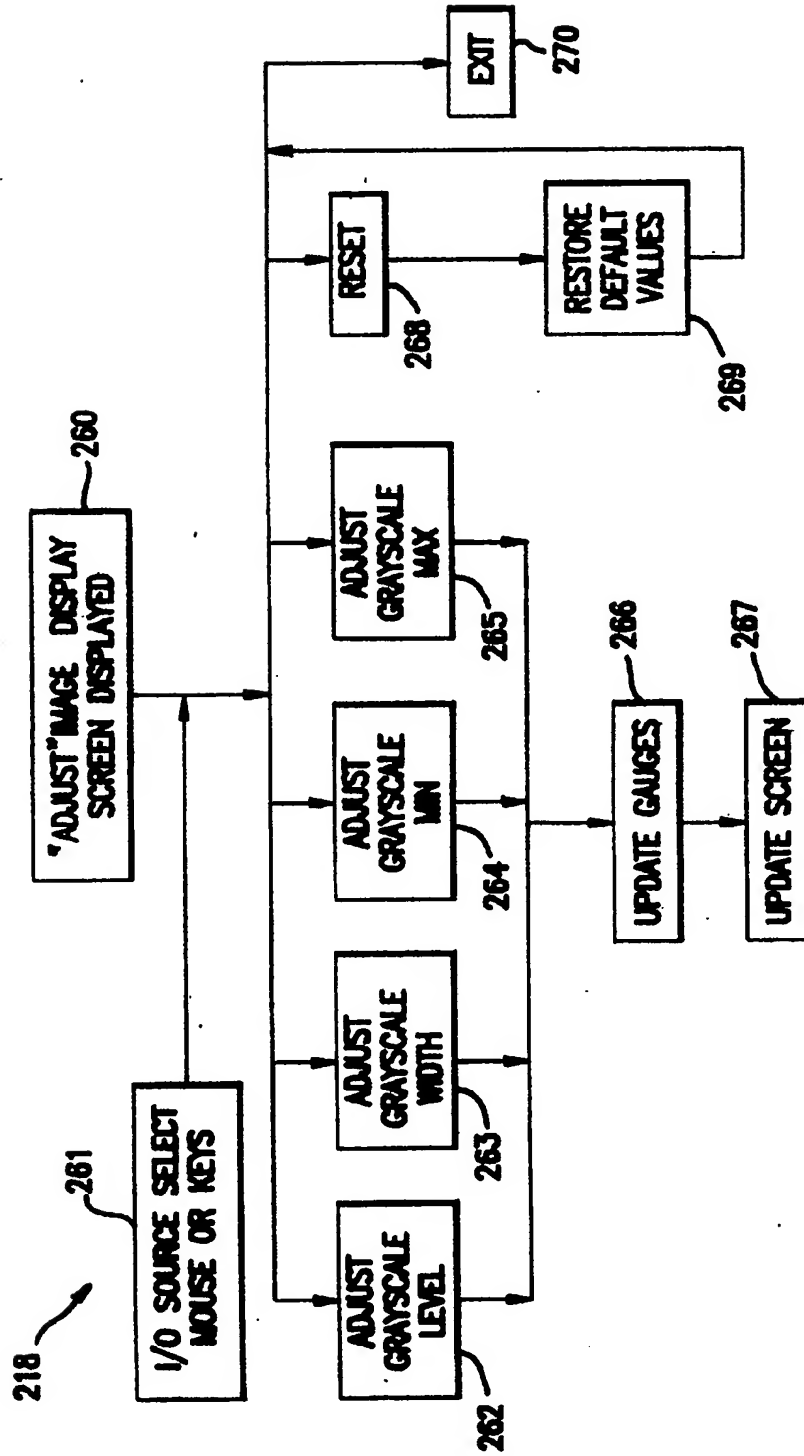 218
"ADJUST" IMAGE DISPLAY
SCREEN DISPLAYED
260
I/O SOURCE SELECT
MOUSE OR KEYS
261
ADJUST
GRAYSCALE
LEVEL
262
ADJUST
GRAYSCALE
WIDTH
263
ADJUST
GRAYSCALE
MIN
264
ADJUST
GRAYSCALE
MAX
265
RESET
268
EXIT
270
RESTORE
DEFAULT
VALUES
269
UPDATE GAUGES
266
UPDATE SCREEN
267